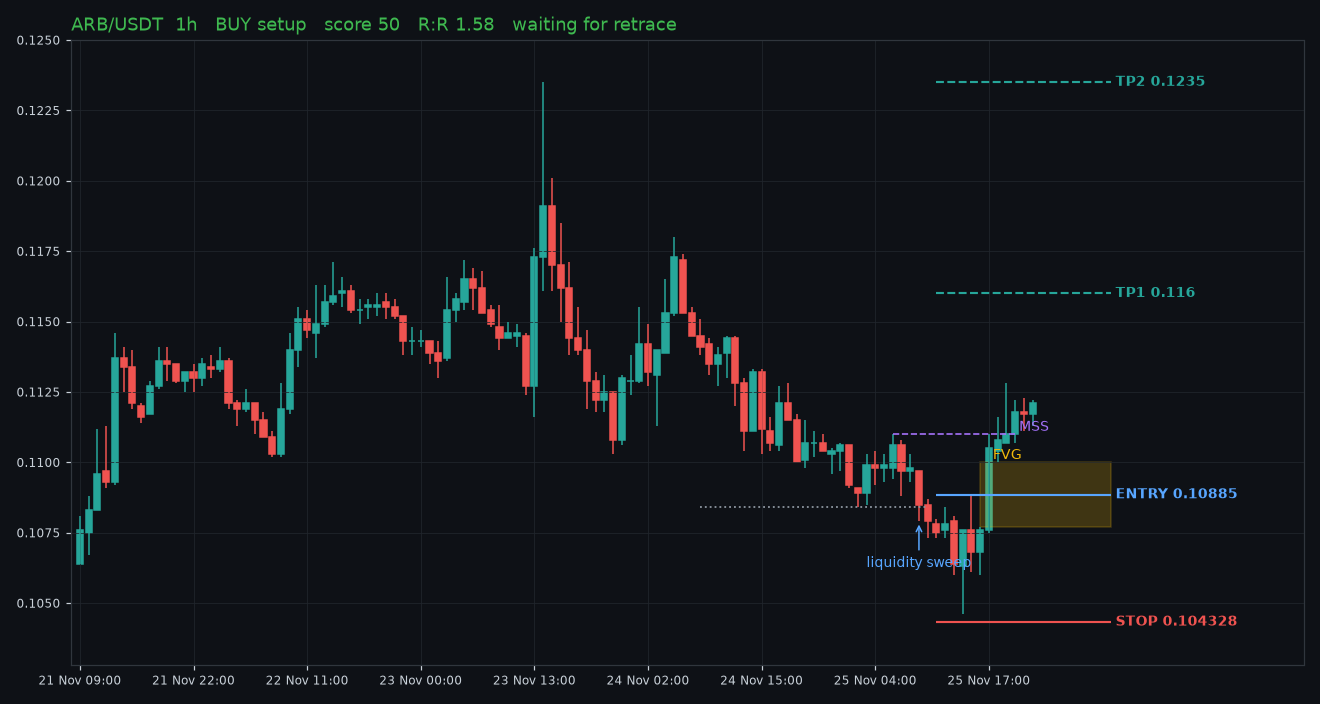 ARB/USDT 1h BUY setup score 50 R:R 1.58 waiting for retrace
0.1250
0.1225
0.1200
0.1175
0.1150
0.1125
0.1100
0.1075
0.1050
TP2 0.1235
TP1 0.116
MSS
FVG
ENTRY 0.10885
liquidity sweep
STOP 0.104328
21 Nov 09:00
21 Nov 22:00
22 Nov 11:00
23 Nov 00:00
23 Nov 13:00
24 Nov 02:00
24 Nov 15:00
25 Nov 04:00
25 Nov 17:00